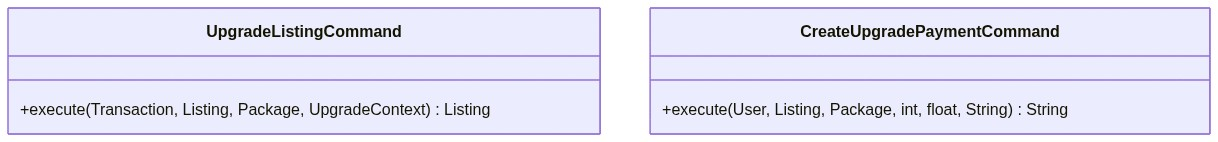 UpgradeListingCommand
+execute(Transaction, Listing, Package, UpgradeContext) : Listing
CreateUpgradePaymentCommand
+execute(User, Listing, Package, int, float, String) : String